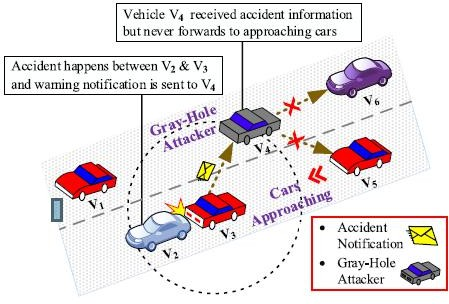 Vehicle V4 received accident information
but never forwards to approaching cars
Accident happens between V2 & V3
and warning notification is sent to V4
Gray-Hole
Attacker
V6
V4
V1
V5
Cars
Approaching
V3
V2
• Accident
Notification
• Gray-Hole
Attacker